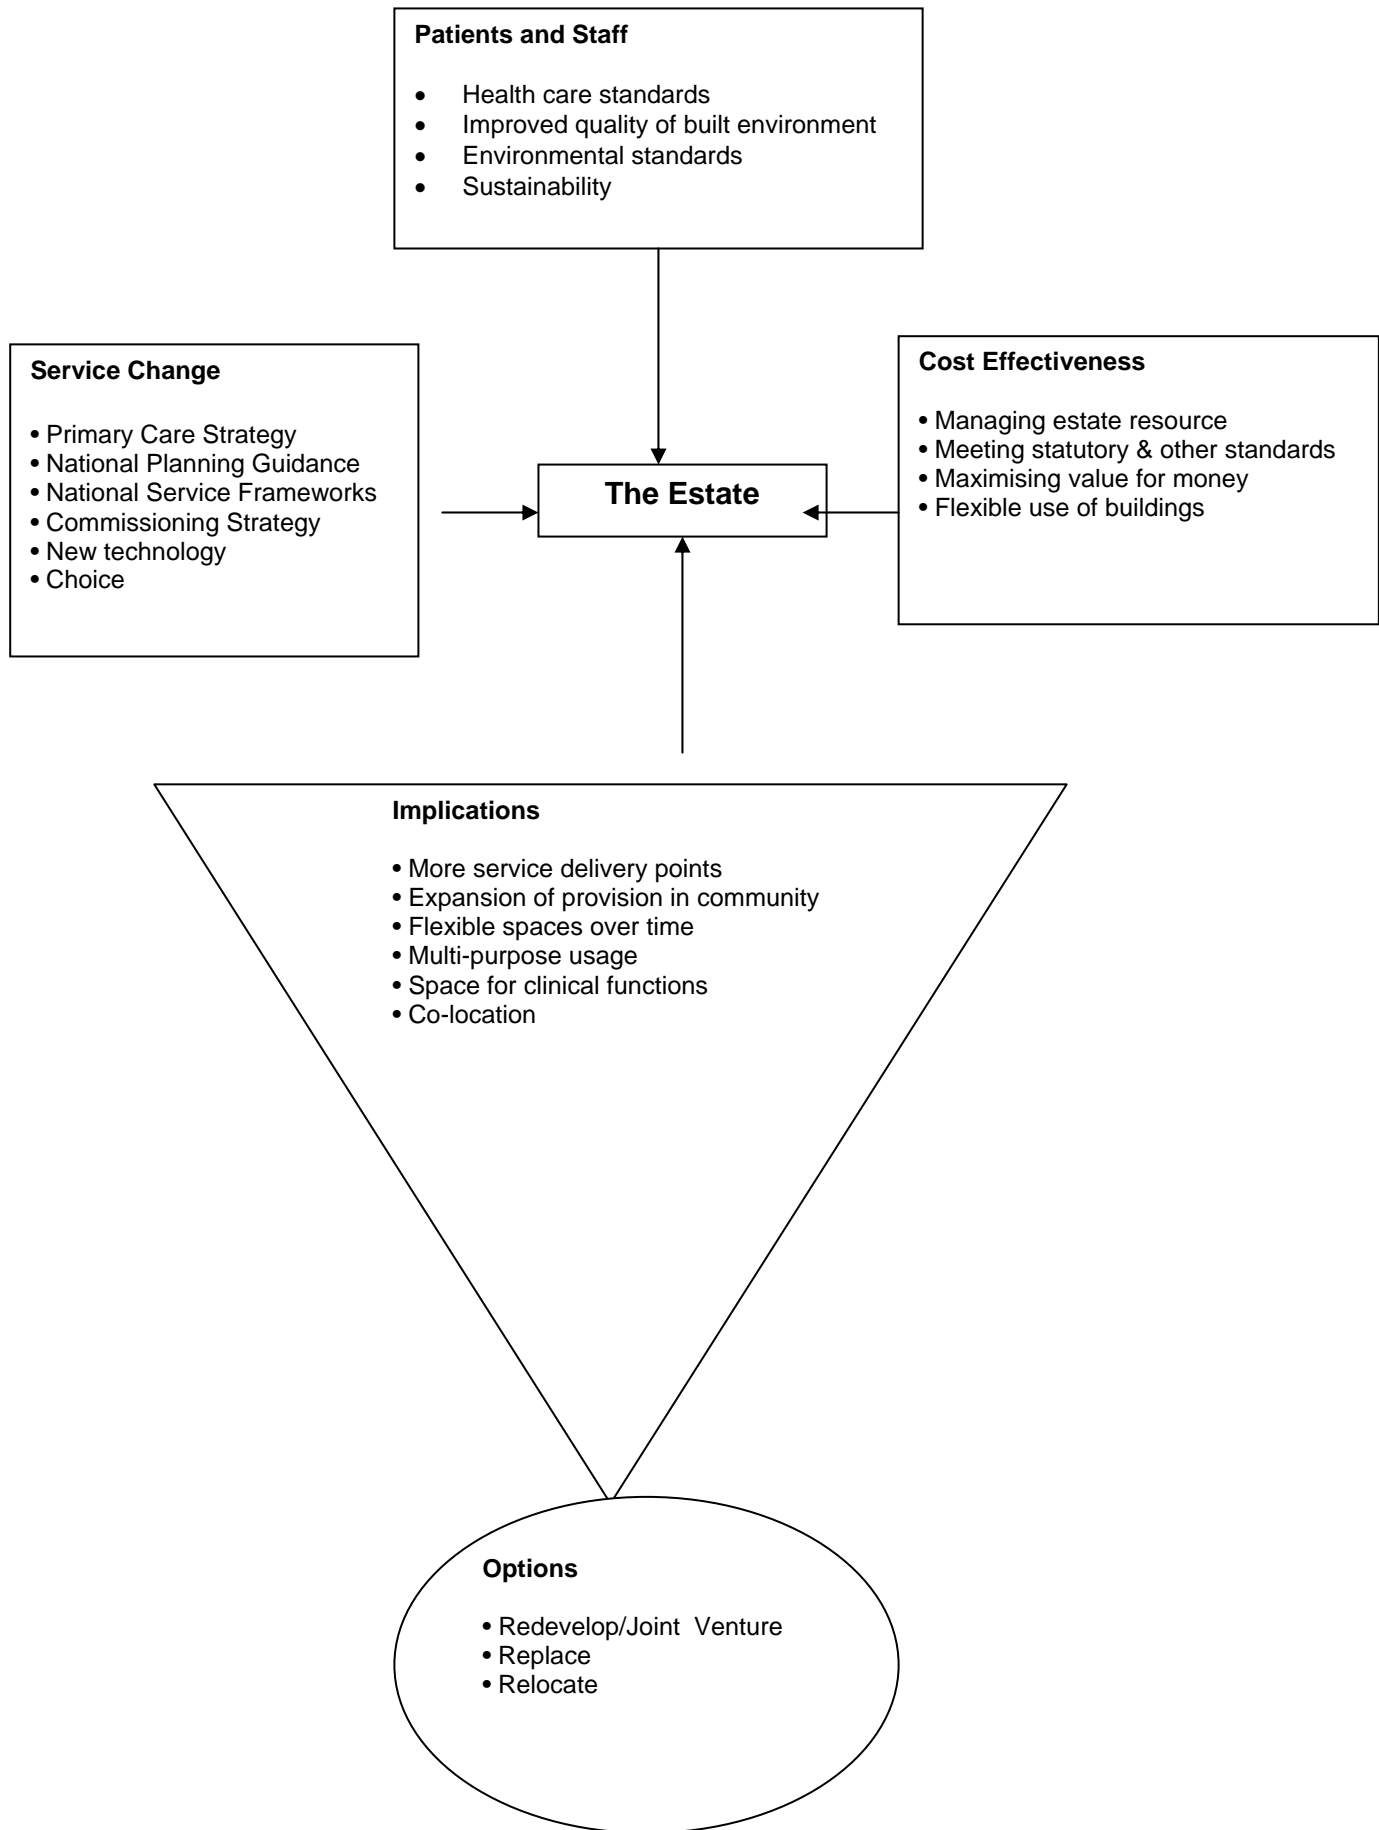 Patients and Staff
• Health care standards
• Improved quality of built environment
• Environmental standards
• Sustainability
Service Change
• Primary Care Strategy
• National Planning Guidance
• National Service Frameworks
• Commissioning Strategy
• New technology
• Choice
The Estate
Cost Effectiveness
• Managing estate resource
• Meeting statutory & other standards
• Maximising value for money
• Flexible use of buildings
Implications
• More service delivery points
• Expansion of provision in community
• Flexible spaces over time
• Multi-purpose usage
• Space for clinical functions
• Co-location
Options
• Redevelop/Joint Venture
• Replace
• Relocate